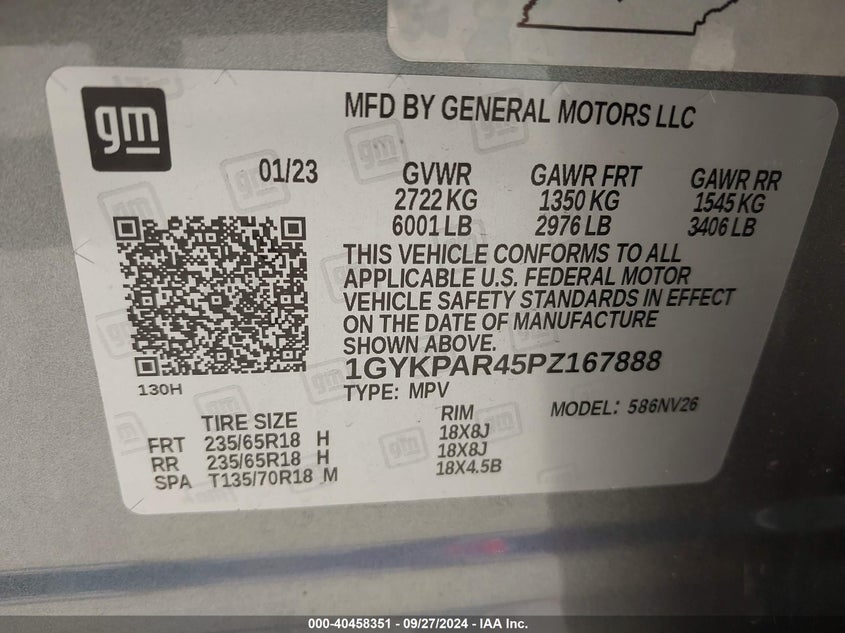 gm
MFD BY GENERAL MOTORS LLC
01/23 GVWR GAWR FRT GAWR RR
2722 KG 1350 KG 1545 KG
6001 LB 2976 LB 3406 LB
THIS VEHICLE CONFORMS TO ALL
APPLICABLE U.S. FEDERAL MOTOR
VEHICLE SAFETY STANDARDS IN EFFECT
ON THE DATE OF MANUFACTURE
SHOWN ABOVE.
1GYKPAR45PZ167888
130H
TYPE: MPV MODEL: 586NV26
TIRE SIZE RIM
FRT 235/65R18 H 18X8J
RR 235/65R18 H 18X8J
SPA T135/70R18 M 18X4.5B
000-40458351 - 09/27/2024 - IAA Inc.